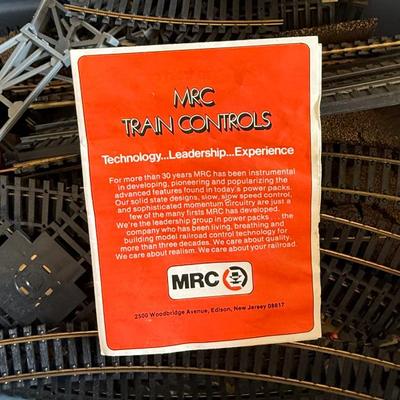 MRC
TRAIN CONTROLS
Technology...Leadership...Experience
For more than 30 years MRC has been instrumental
in developing, pioneering and popularizing the
advanced features found in today's power packs.
Our solid state designs, slow, slow speed control,
and sophisticated momentum circuitry are just a
few of the many firsts MRC has developed.
We're the leadership group in power packs . . . the
company who has been living, breathing and
building model railroad control technology for
more than three decades. We care about quality.
We care about realism. We care about your railroad.
MRC
2500 Woodbridge Avenue, Edison, New Jersey 08817